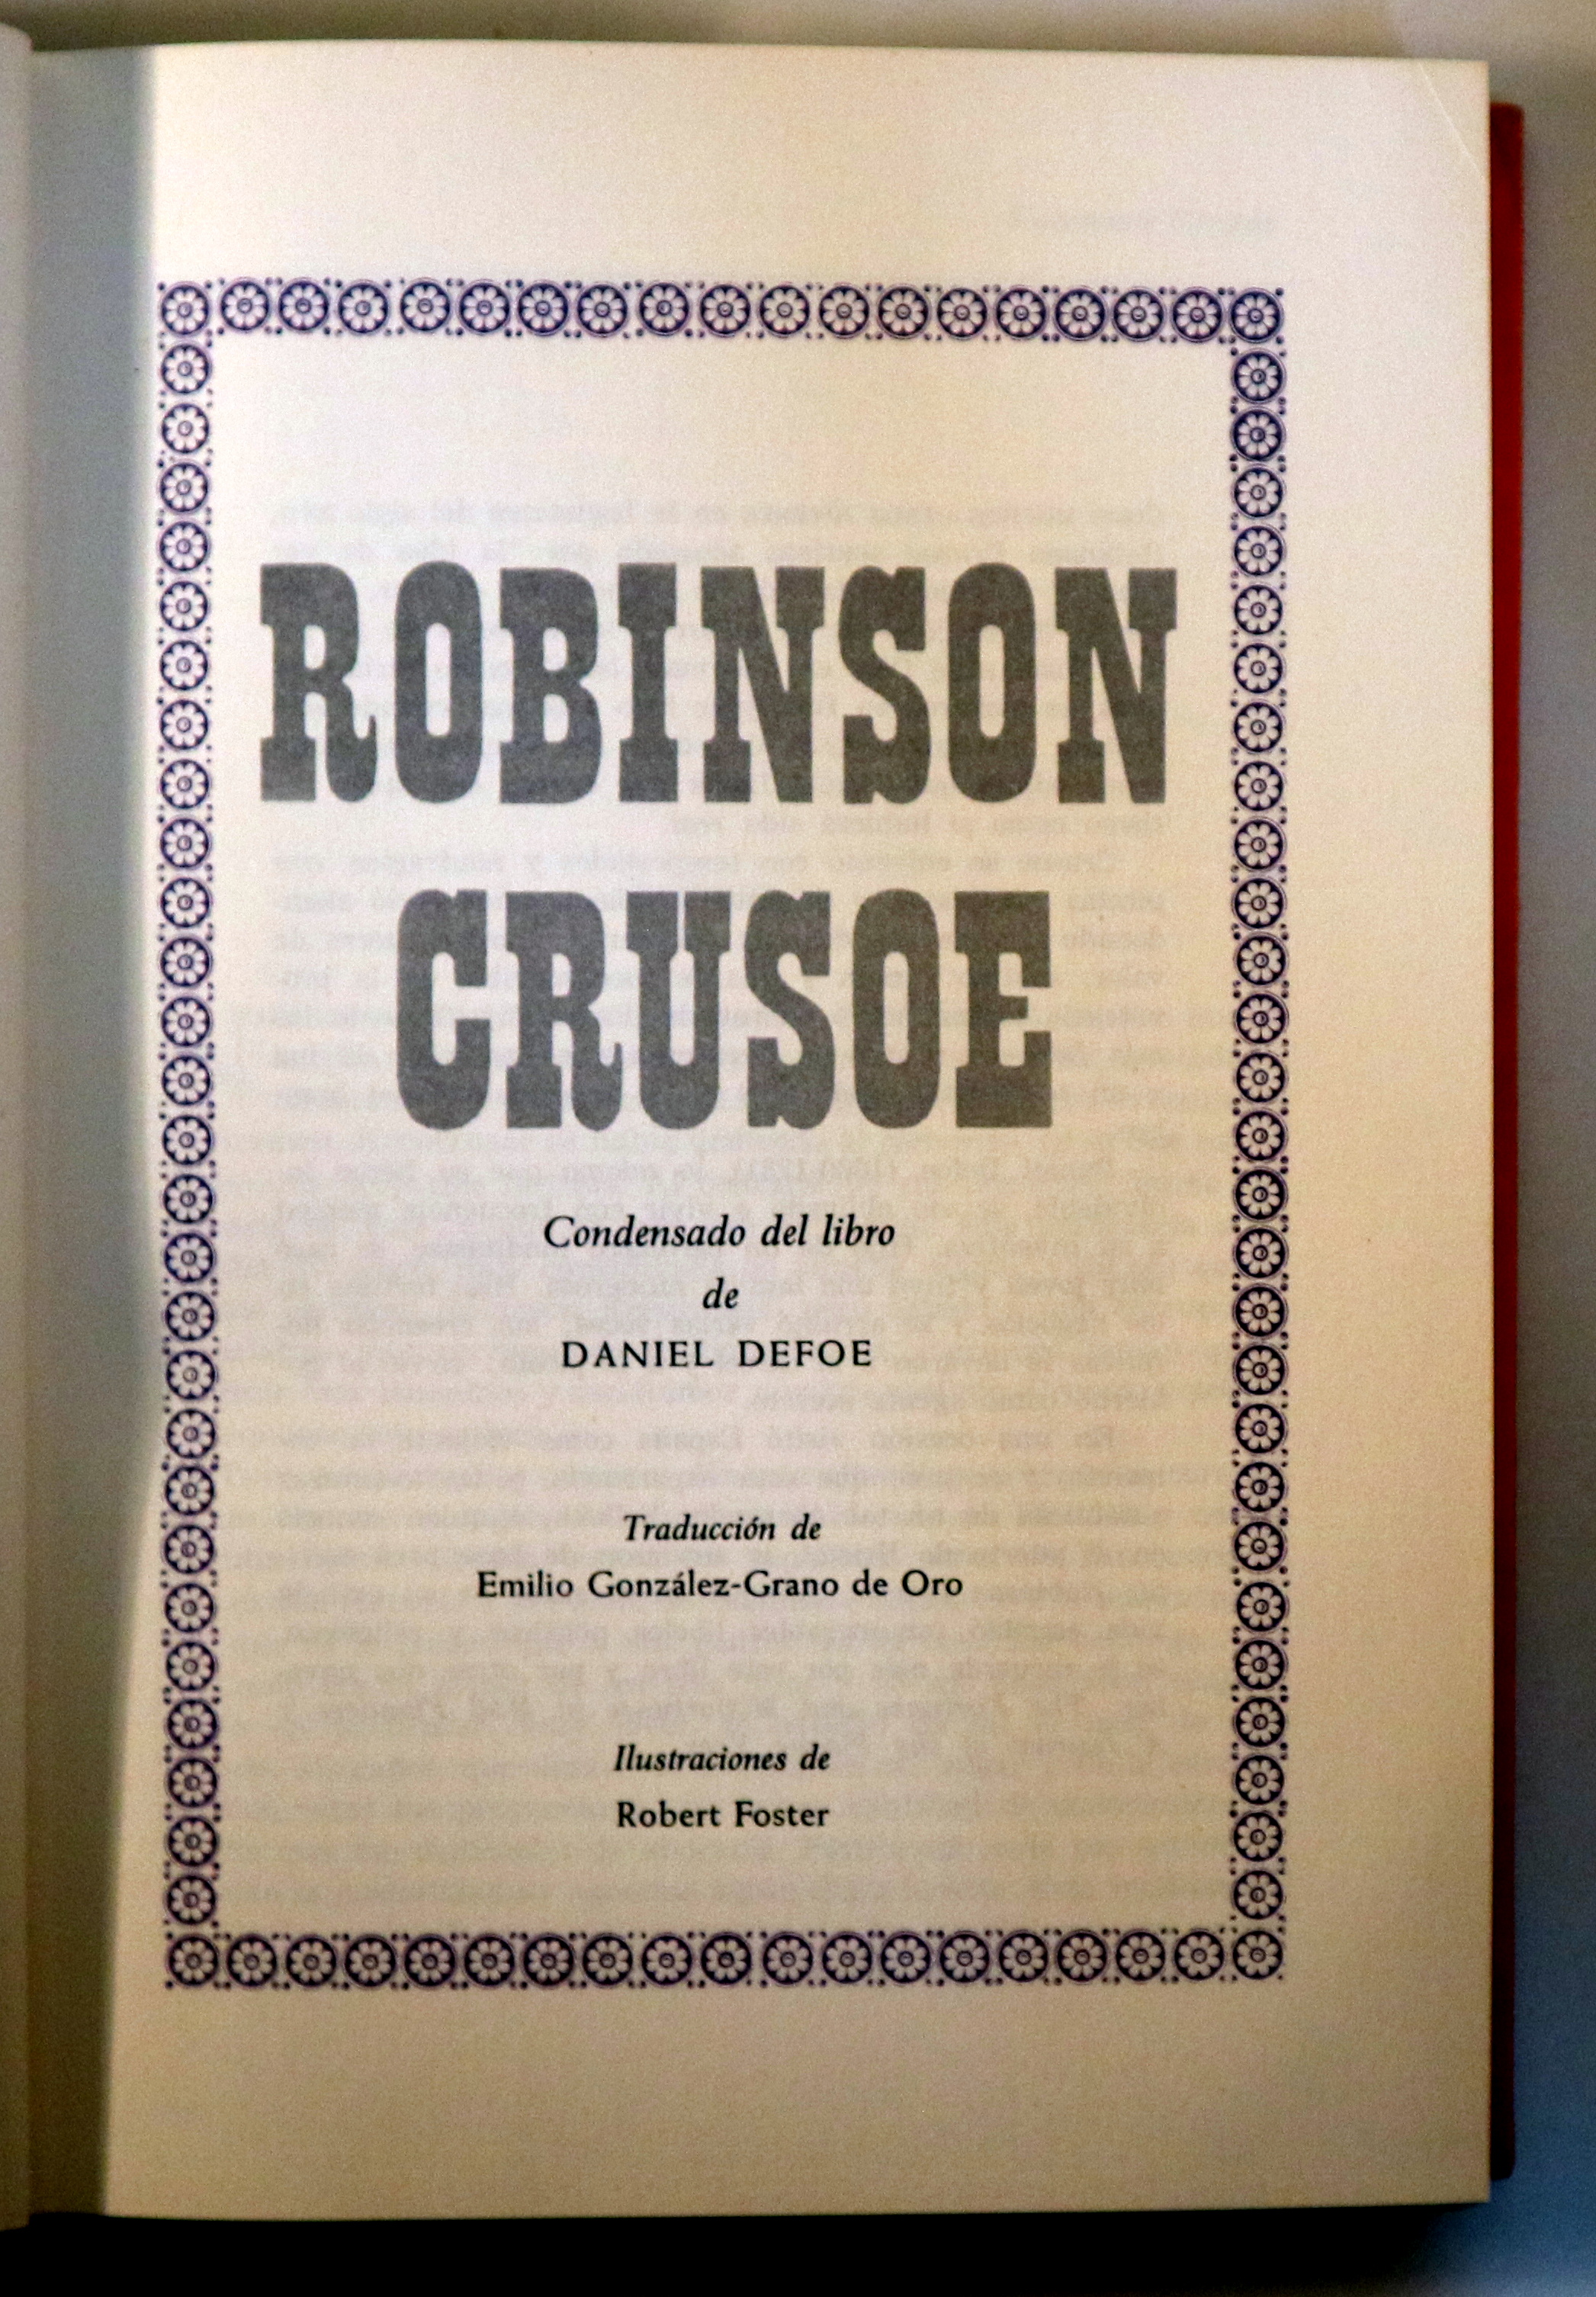 ROBINSON
CRUSOE
Condensado del libro
de
DANIEL DEFOE
Traducción de
Emilio González-Grano de Oro
Ilustraciones de
Robert Foster